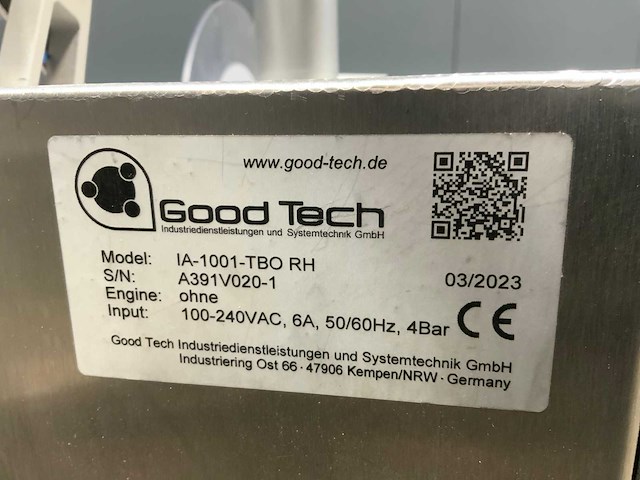 www.good-tech.de
Good Tech
Industriedienstleistungen und Systemtechnik GmbH
Model: IA-1001-TBO RH
S/N: A391V020-1
03/2023
Engine: ohne
Input: 100-240VAC, 6A, 50/60Hz, 4Bar
CE
Good Tech Industriedienstleistungen und Systemtechnik GmbH
Industriering Ost 66 · 47906 Kempen/NRW · Germany